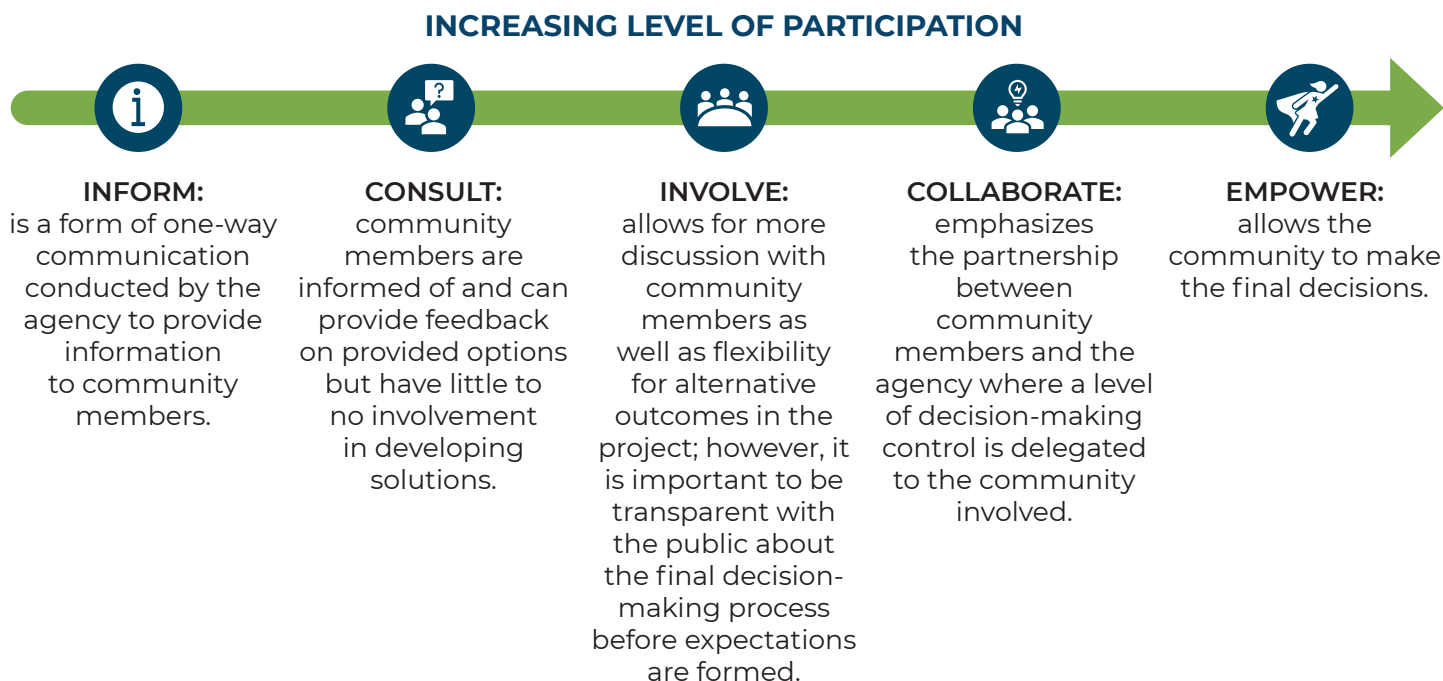 INCREASING LEVEL OF PARTICIPATION
i
?
INFORM:
is a form of one-way
communication
conducted by the
agency to provide
information
to community
members.
CONSULT:
community
members are
informed of and can
provide feedback
on provided options
but have little to
no involvement
in developing
solutions.
INVOLVE:
allows for more
discussion with
community
members as
well as flexibility
for alternative
outcomes in the
project; however, it
is important to be
transparent with
the public about
the final decision-
making process
before expectations
are formed.
COLLABORATE:
emphasizes
the partnership
between
community
members and the
agency where a level
of decision-making
control is delegated
to the community
involved.
EMPOWER:
allows the
community to make
the final decisions.